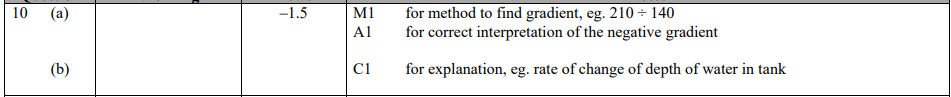 10 (a) −1.5 M1 for method to find gradient, eg. 210 ÷ 140
A1 for correct interpretation of the negative gradient
(b) C1 for explanation, eg. rate of change of depth of water in tank